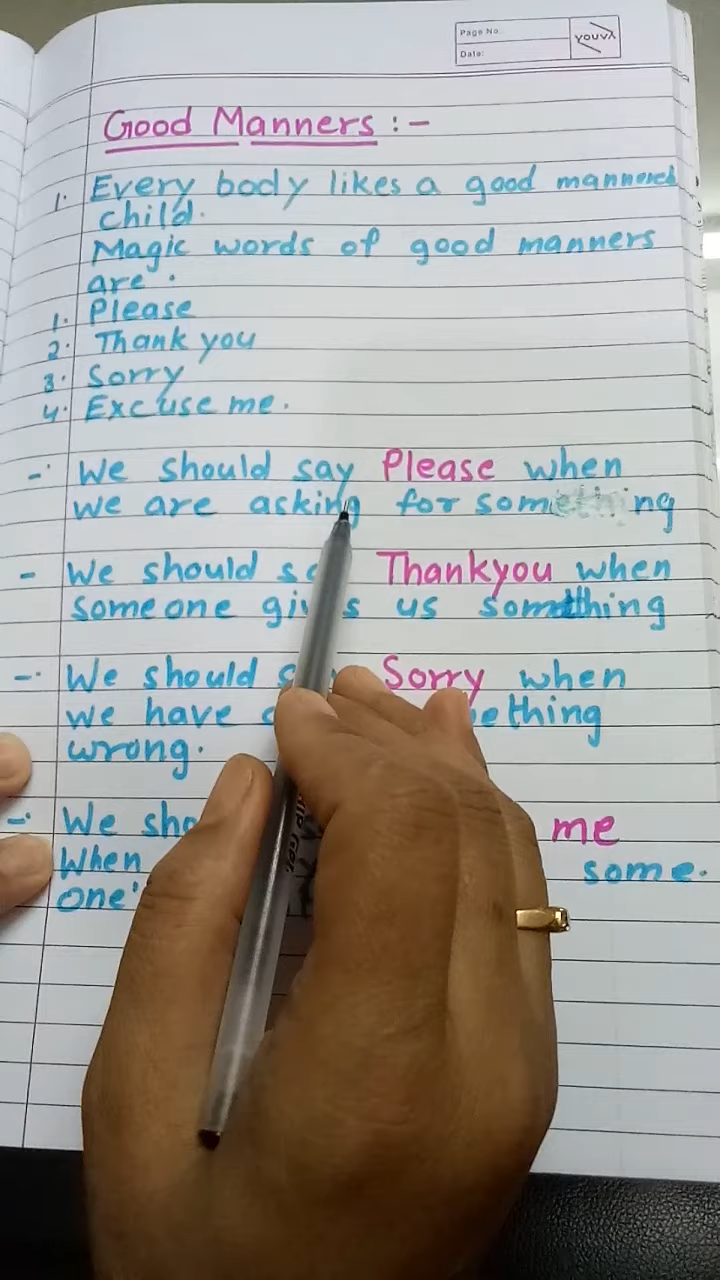 Page No
Date:
YOUVA
Good Manners :-
1. Every body likes a good mannered
child.
Magic words of good manners
are.
1. Please
2. Thank you
3. Sorry
4. Excuse me.
- We should say Please when
we are asking for something
- We should Thankyou when
someone gives us something
- We should Sorry when
we have
wrong.
- We me
When some.
one's